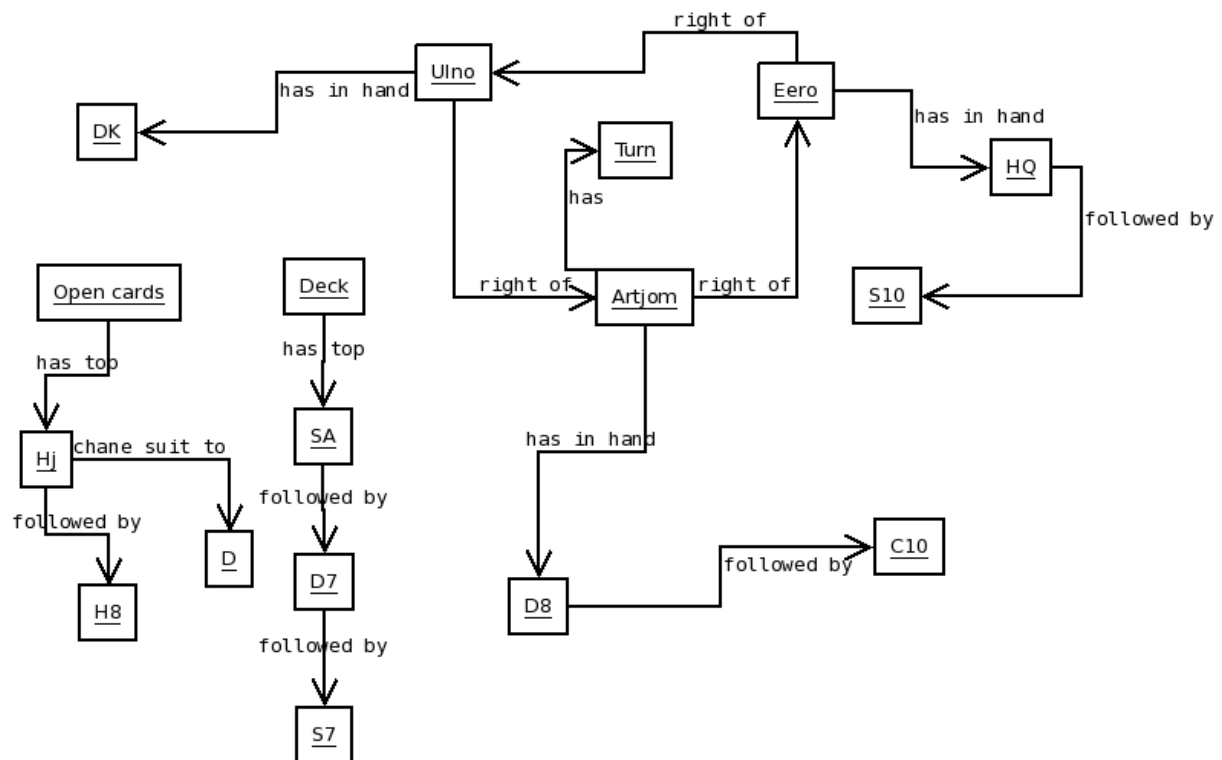 right of
Ulno
Eero
has in hand
has in hand
DK
Turn
HQ
has
followed by
Open cards
Deck
right of
Artjom
right of
S10
has top
has top
Hj
chane suit to
SA
has in hand
followed by
followed by
D
C10
D7
followed by
H8
D8
followed by
S7